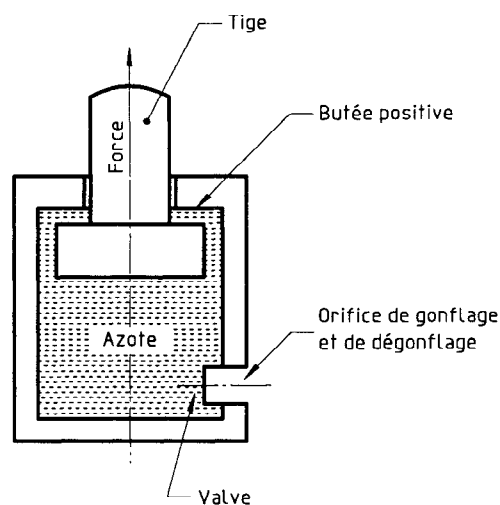 Tige
Butée positive
Force
Azote
Orifice de gonflage
et de dégonflage
Valve